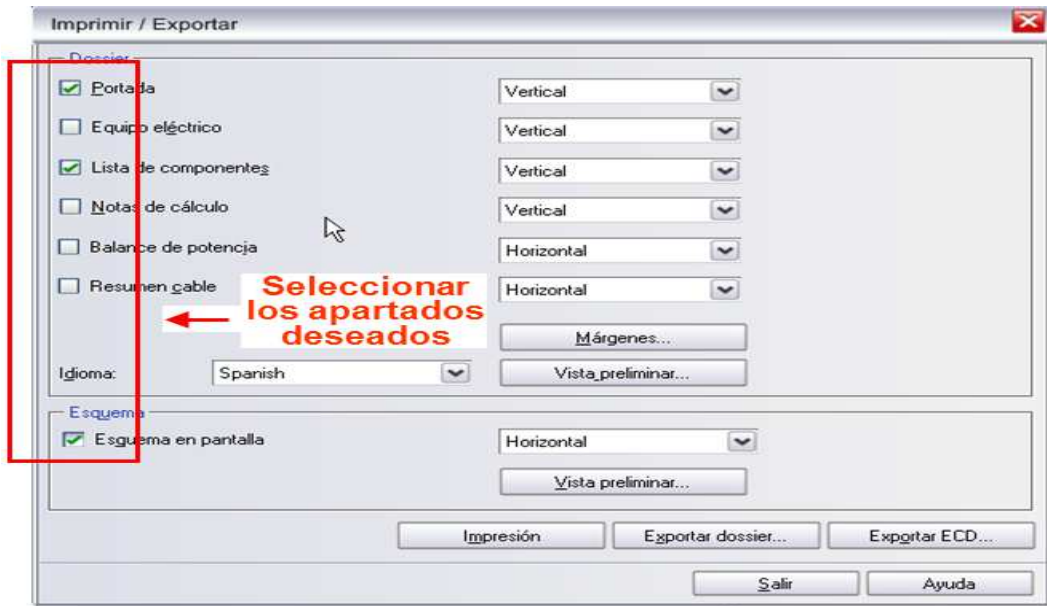 Imprimir / Exportar
Dossier
Portada
Vertical
Equipo eléctrico
Vertical
Lista de componentes
Vertical
Notas de cálculo
Vertical
Balance de potencia
Horizontal
Resumen cable
Horizontal
Seleccionar
los apartados
deseados
Márgenes...
Idioma:
Spanish
Vista preliminar...
Esquema
Esquema en pantalla
Horizontal
Vista preliminar...
Impresión
Exportar dossier...
Exportar ECD...
Salir
Ayuda